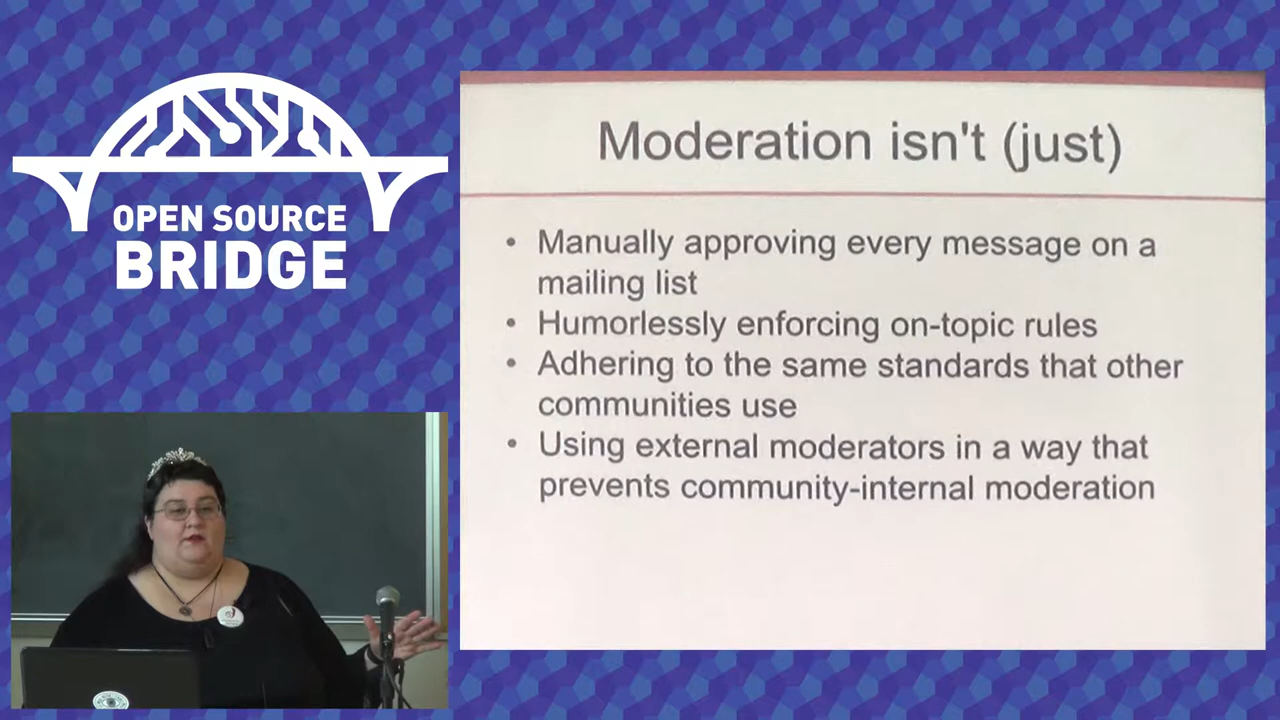 OPEN SOURCE
BRIDGE
Moderation isn't (just)
• Manually approving every message on a
mailing list
• Humorlessly enforcing on-topic rules
• Adhering to the same standards that other
communities use
• Using external moderators in a way that
prevents community-internal moderation